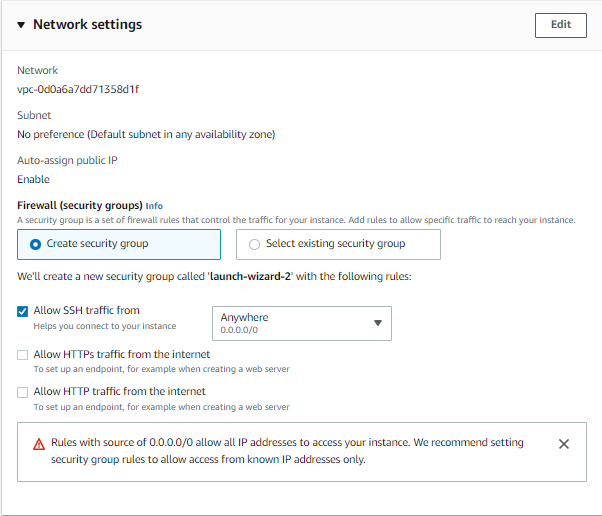 Network settings
Edit
Network
vpc-0d0a6a7dd71358d1f
Subnet
No preference (Default subnet in any availability zone)
Auto-assign public IP
Enable
Firewall (security groups) Info
A security group is a set of firewall rules that control the traffic for your instance. Add rules to allow specific traffic to reach your instance.
Create security group
Select existing security group
We'll create a new security group called 'launch-wizard-2' with the following rules:
Allow SSH traffic from
Helps you connect to your instance
Anywhere
0.0.0.0/0
Allow HTTPs traffic from the internet
To set up an endpoint, for example when creating a web server
Allow HTTP traffic from the internet
To set up an endpoint, for example when creating a web server
Rules with source of 0.0.0.0/0 allow all IP addresses to access your instance. We recommend setting
security group rules to allow access from known IP addresses only.